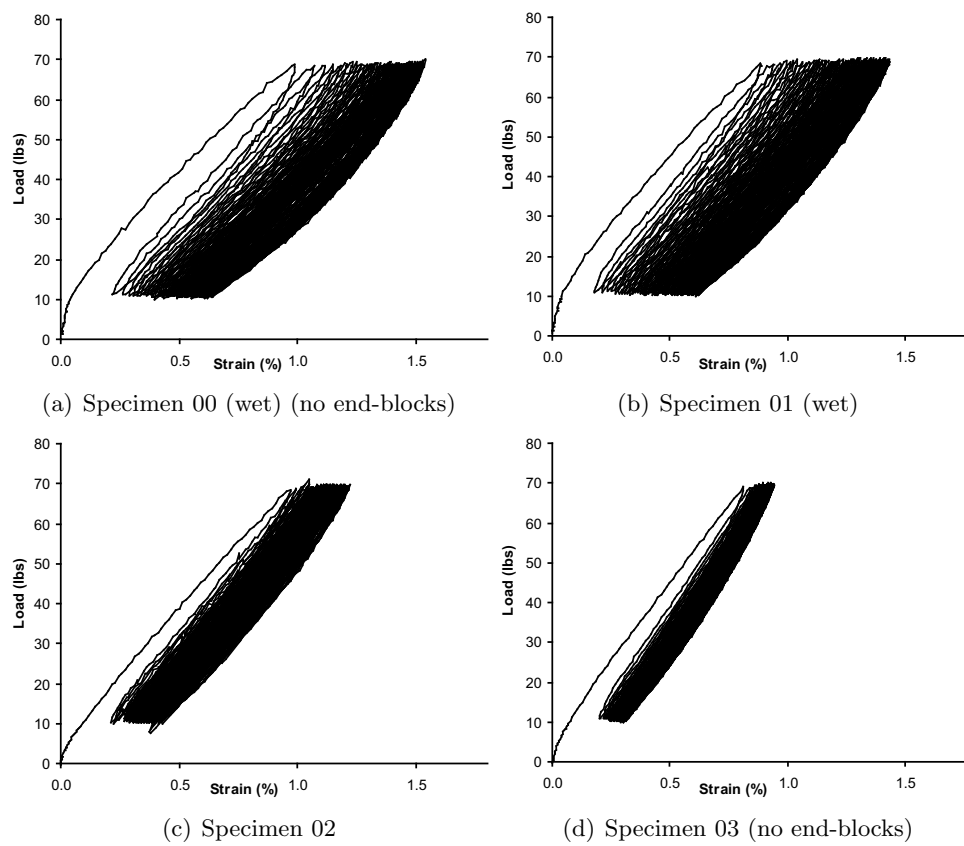 80
70
60
50
40
30
20
10
0
Load (lbs)
0.0 0.5 1.0 1.5
Strain (%)
(a) Specimen 00 (wet) (no end-blocks)
80
70
60
50
40
30
20
10
0
Load (lbs)
0.0 0.5 1.0 1.5
Strain (%)
(b) Specimen 01 (wet)
80
70
60
50
40
30
20
10
0
Load (lbs)
0.0 0.5 1.0 1.5
Strain (%)
(c) Specimen 02
80
70
60
50
40
30
20
10
0
Load (lbs)
0.0 0.5 1.0 1.5
Strain (%)
(d) Specimen 03 (no end-blocks)